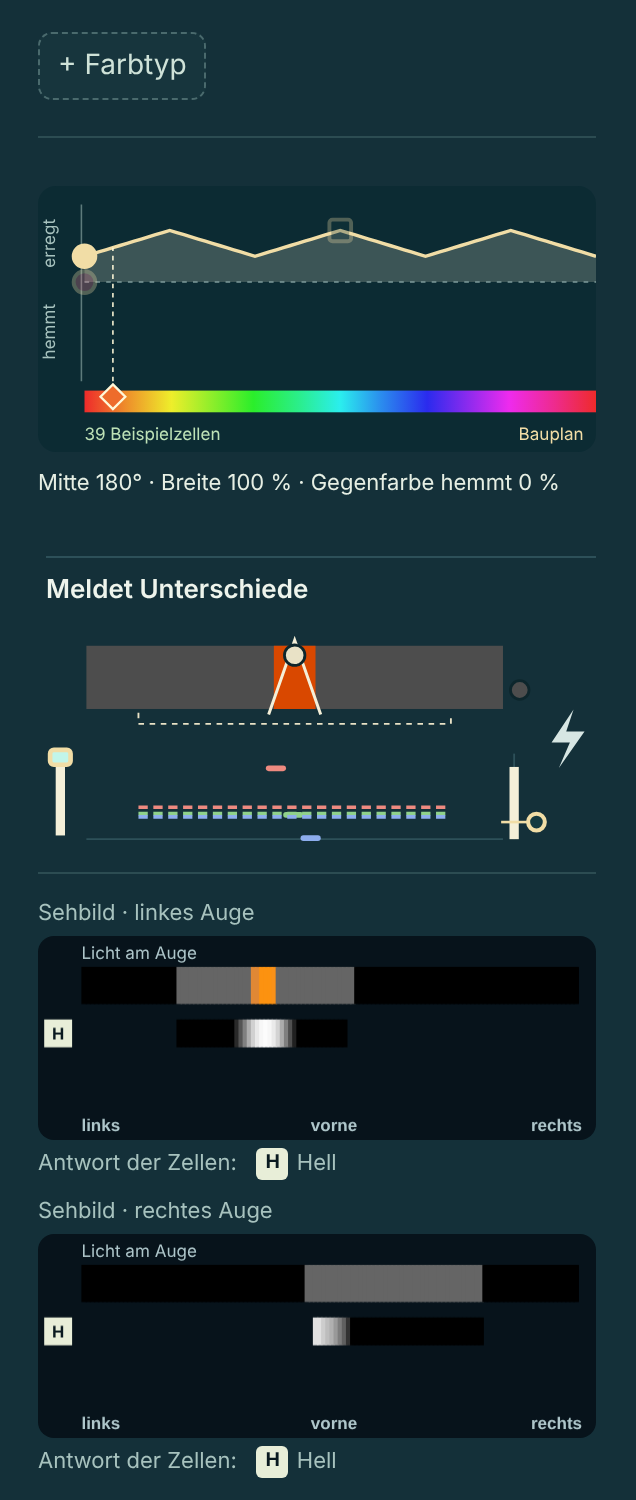 + Farbtyp
erregt
hemmt
39 Beispielzellen
Bauplan
Mitte 180° · Breite 100 % · Gegenfarbe hemmt 0 %
Meldet Unterschiede
Sehbild · linkes Auge
Licht am Auge
H
links vorne rechts
Antwort der Zellen: H Hell
Sehbild · rechtes Auge
Licht am Auge
H
links vorne rechts
Antwort der Zellen: H Hell